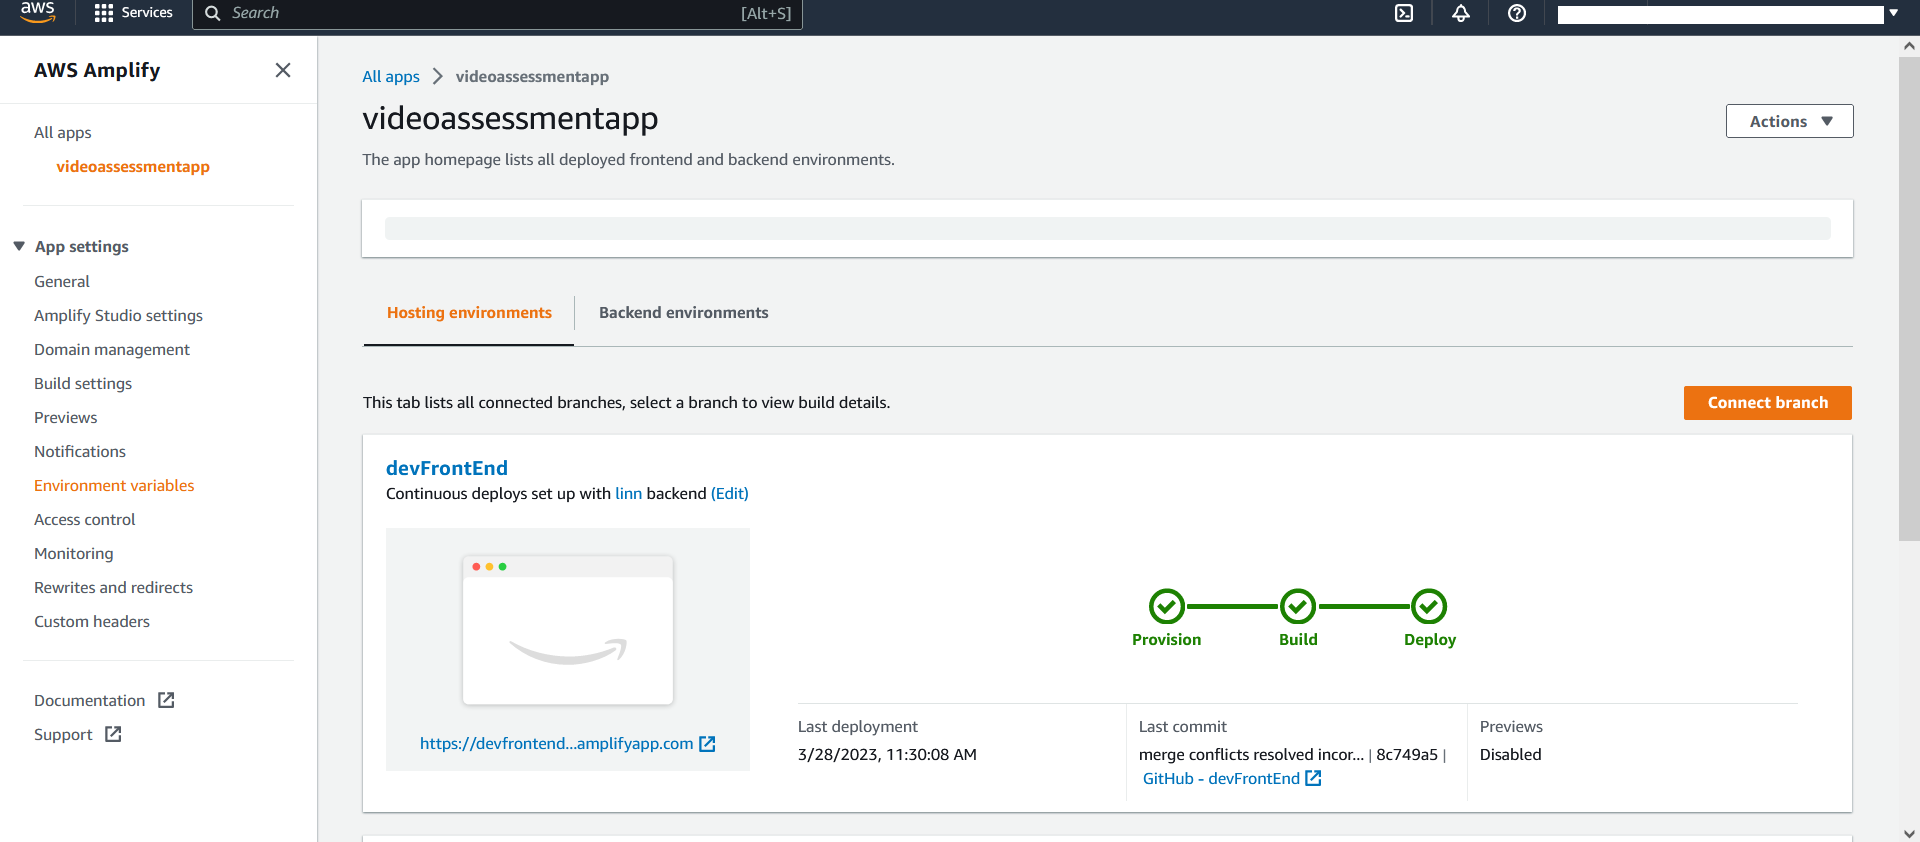 aws
Services
Search
[Alt+S]
AWS Amplify
All apps
videoassessmentapp
App settings
General
Amplify Studio settings
Domain management
Build settings
Previews
Notifications
Environment variables
Access control
Monitoring
Rewrites and redirects
Custom headers
Documentation
Support
All apps videoassessmentapp
videoassessmentapp
Actions
The app homepage lists all deployed frontend and backend environments.
Hosting environments
Backend environments
This tab lists all connected branches, select a branch to view build details.
Connect branch
devFrontEnd
Continuous deploys set up with linn backend (Edit)
https://devfrontend...amplifyapp.com
Provision
Build
Deploy
Last deployment
3/28/2023, 11:30:08 AM
Last commit
merge conflicts resolved incor... | 8c749a5 |
GitHub - devFrontEnd
Previews
Disabled